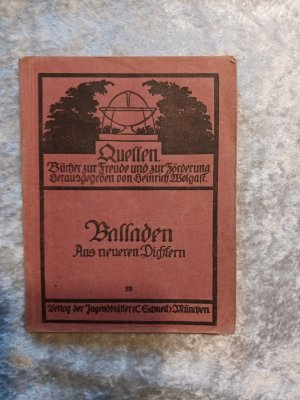 Quellen.
Bücher zur Freude und zur Förderung
Herausgegeben von Heinrich Wolgast.
Balladen
Aus neueren Dichtern
Verlag der Jugendblätter (C. Schnell) München.